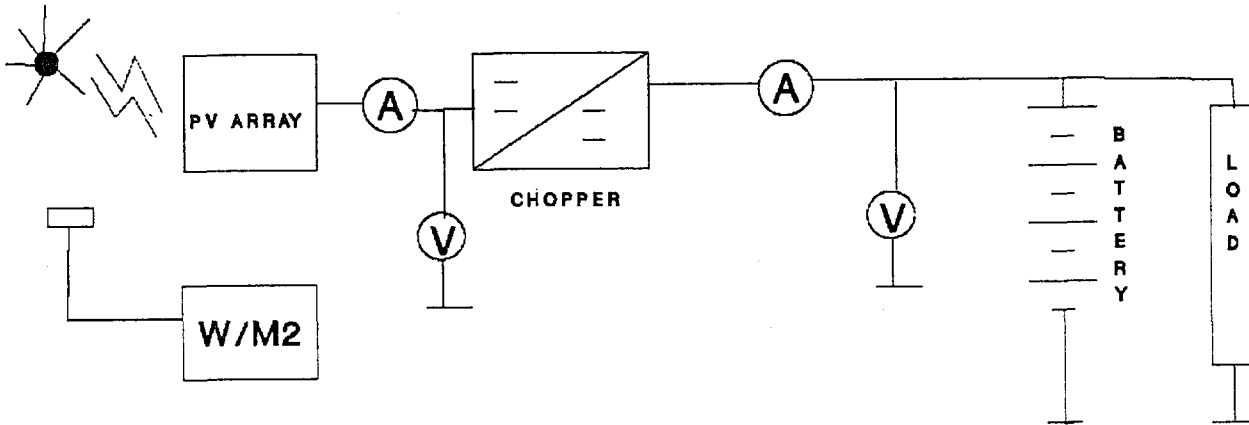 PV ARRAY
A
CHOPPER
V
A
V
BATTERY
LOAD
W/M2